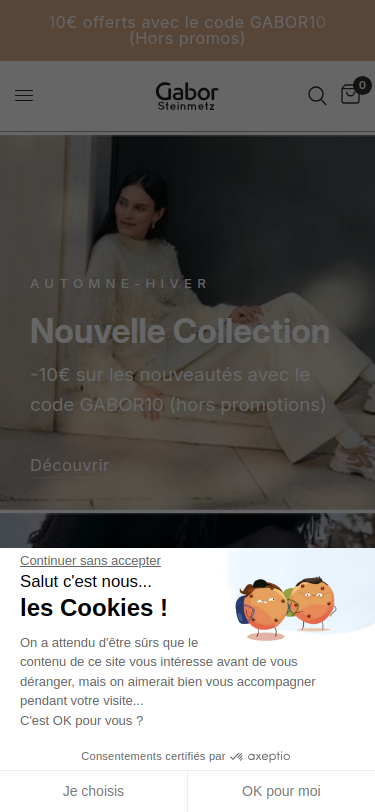 10€ offerts avec le code GABOR10
(Hors promos)
Gabor
Steinmetz
0
AUTOMNE-HIVER
Nouvelle Collection
-10€ sur les nouveautés avec le
code GABOR10 (hors promotions)
Découvrir
Continuer sans accepter
Salut c'est nous...
les Cookies !
On a attendu d'être sûrs que le
contenu de ce site vous intéresse avant de vous
déranger, mais on aimerait bien vous accompagner
pendant votre visite...
C'est OK pour vous ?
Consentements certifiés par axeptio
Je choisis
OK pour moi